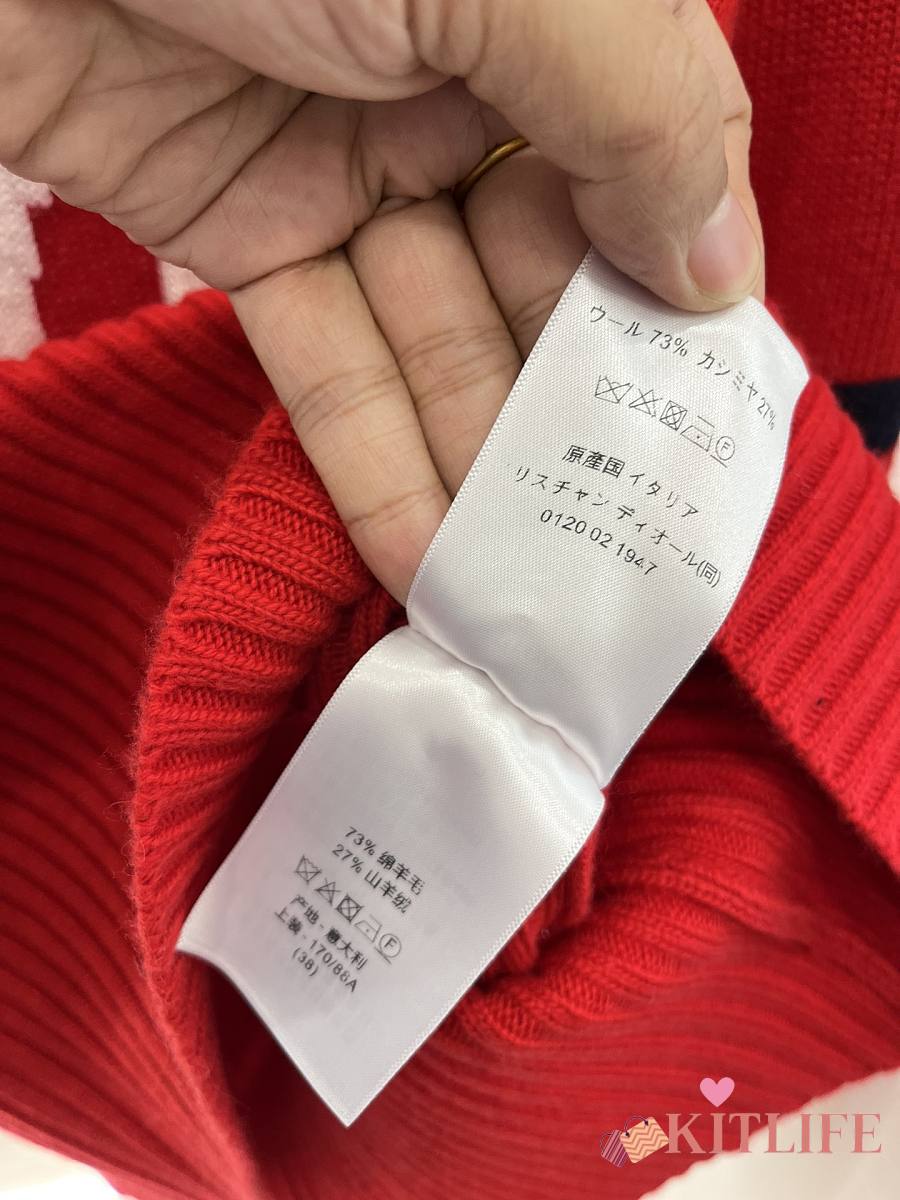 ウール 73% カシミヤ 27%
F
原產国 イタリア
リスチャン ディオール(同)
0120 02 1947
73% 绵羊毛
27% 山羊绒
F
产地 - 意大利
上装 - 170/88A
(38)
KITLIFE